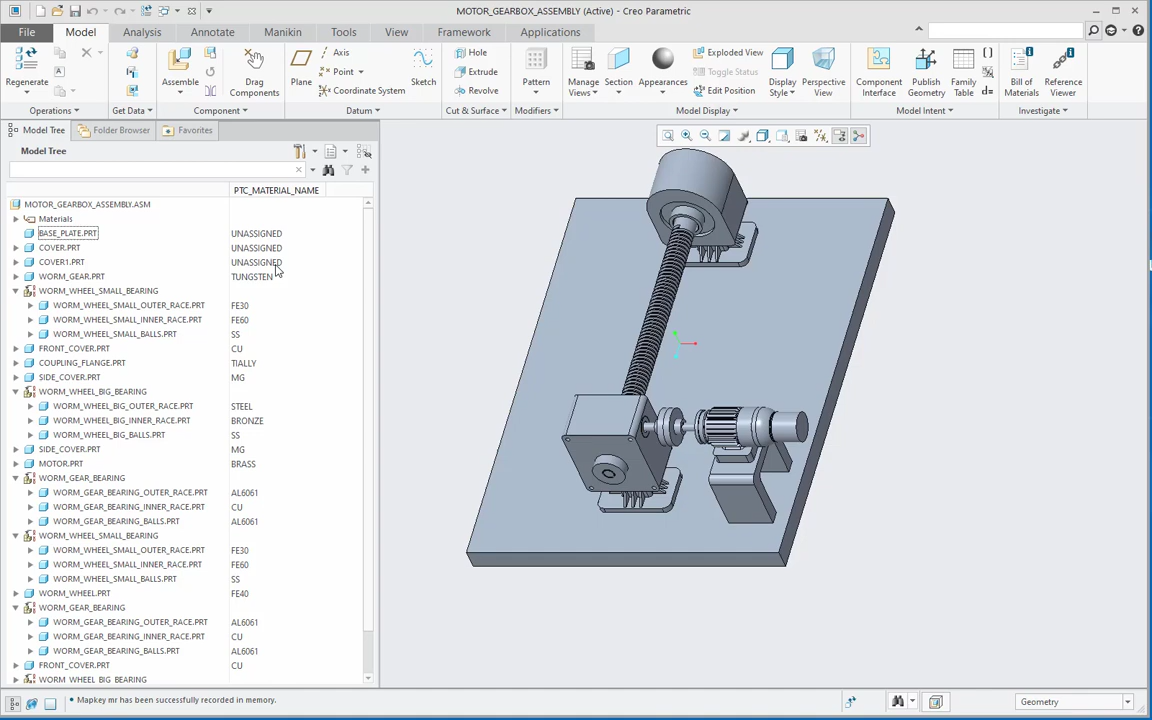 MOTOR_GEARBOX_ASSEMBLY (Active) - Creo Parametric
File Model Analysis Annotate Manikin Tools View Framework Applications
Regenerate
Operations
Get Data
Assemble
Drag Components
Component
Plane
Axis
Point
Coordinate System
Sketch
Datum
Hole
Extrude
Revolve
Cut & Surface
Pattern
Modifiers
Manage Views
Section
Appearances
Exploded View
Toggle Status
Edit Position
Display Style
Perspective View
Model Display
Component Interface
Publish Geometry
Family Table
d=
Model Intent
Bill of Materials
Reference Viewer
Investigate
Model Tree Folder Browser Favorites
Model Tree
PTC_MATERIAL_NAME
MOTOR_GEARBOX_ASSEMBLY.ASM
Materials
BASE_PLATE.PRT UNASSIGNED
COVER.PRT UNASSIGNED
COVER1.PRT UNASSIGNED
WORM_GEAR.PRT TUNGSTEN
WORM_WHEEL_SMALL_BEARING
WORM_WHEEL_SMALL_OUTER_RACE.PRT FE30
WORM_WHEEL_SMALL_INNER_RACE.PRT FE60
WORM_WHEEL_SMALL_BALLS.PRT SS
FRONT_COVER.PRT CU
COUPLING_FLANGE.PRT TIALLY
SIDE_COVER.PRT MG
WORM_WHEEL_BIG_BEARING
WORM_WHEEL_BIG_OUTER_RACE.PRT STEEL
WORM_WHEEL_BIG_INNER_RACE.PRT BRONZE
WORM_WHEEL_BIG_BALLS.PRT SS
SIDE_COVER.PRT MG
MOTOR.PRT BRASS
WORM_GEAR_BEARING
WORM_GEAR_BEARING_OUTER_RACE.PRT AL6061
WORM_GEAR_BEARING_INNER_RACE.PRT CU
WORM_GEAR_BEARING_BALLS.PRT AL6061
WORM_WHEEL_SMALL_BEARING
WORM_WHEEL_SMALL_OUTER_RACE.PRT FE30
WORM_WHEEL_SMALL_INNER_RACE.PRT FE60
WORM_WHEEL_SMALL_BALLS.PRT SS
WORM_WHEEL.PRT FE40
WORM_GEAR_BEARING
WORM_GEAR_BEARING_OUTER_RACE.PRT AL6061
WORM_GEAR_BEARING_INNER_RACE.PRT CU
WORM_GEAR_BEARING_BALLS.PRT AL6061
FRONT_COVER.PRT CU
WORM_WHEEL_BIG_BEARING
• Mapkey mr has been successfully recorded in memory.
Geometry